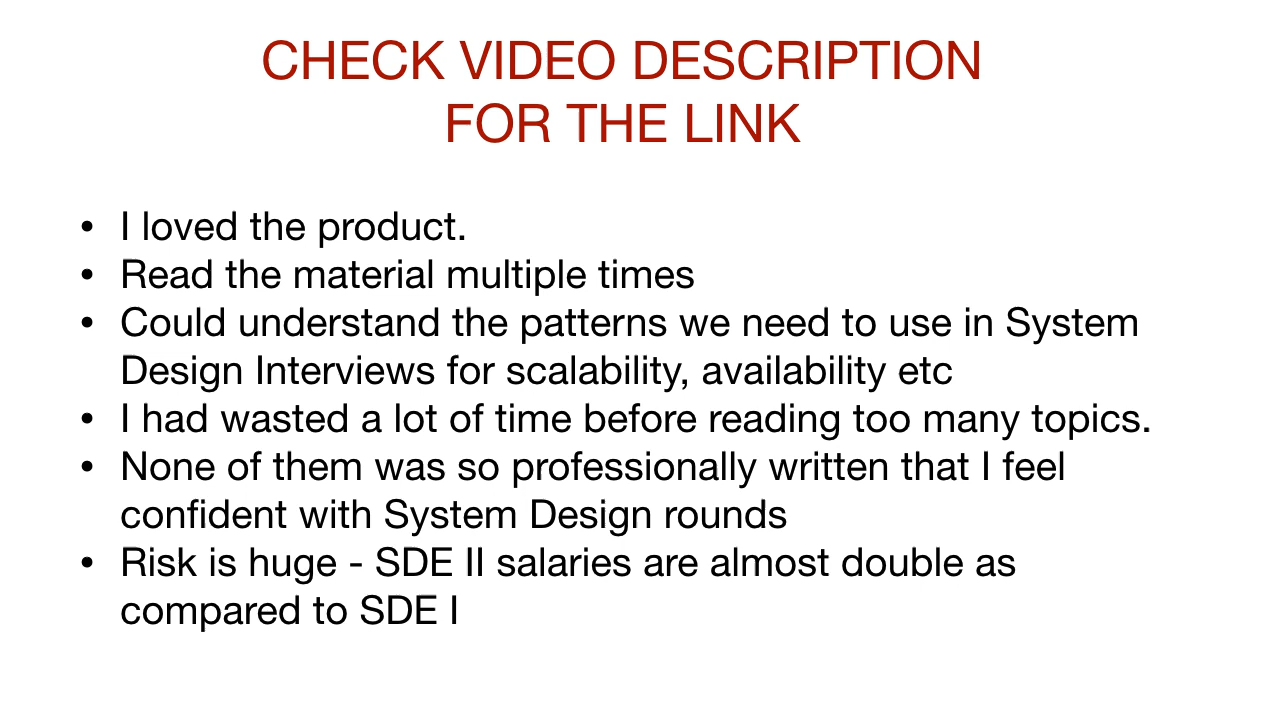 CHECK VIDEO DESCRIPTION
FOR THE LINK
• I loved the product.
• Read the material multiple times
• Could understand the patterns we need to use in System
Design Interviews for scalability, availability etc
• I had wasted a lot of time before reading too many topics.
• None of them was so professionally written that I feel
confident with System Design rounds
• Risk is huge - SDE II salaries are almost double as
compared to SDE I